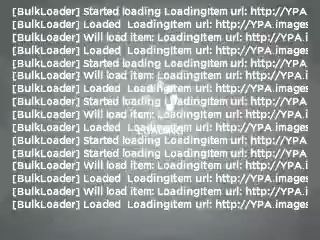 [BulkLoader] Started loading LoadingItem url: http://YPA
[BulkLoader] Loaded  LoadingItem url: http://YPA.images
[BulkLoader] Will load item: LoadingItem url: http://YPA.i
[BulkLoader] Loaded  LoadingItem url: http://YPA.images
[BulkLoader] Started loading LoadingItem url: http://YPA
[BulkLoader] Will load item: LoadingItem url: http://YPA.i
[BulkLoader] Loaded  LoadingItem url: http://YPA.images
[BulkLoader] Started loading LoadingItem url: http://YPA
[BulkLoader] Will load item: LoadingItem url: http://YPA.i
[BulkLoader] Loaded  LoadingItem url: http://YPA.images
[BulkLoader] Started loading LoadingItem url: http://YPA
[BulkLoader] Started loading LoadingItem url: http://YPA
[BulkLoader] Will load item: LoadingItem url: http://YPA.i
[BulkLoader] Loaded  LoadingItem url: http://YPA.images
[BulkLoader] Will load item: LoadingItem url: http://YPA.i
[BulkLoader] Loaded  LoadingItem url: http://YPA.images